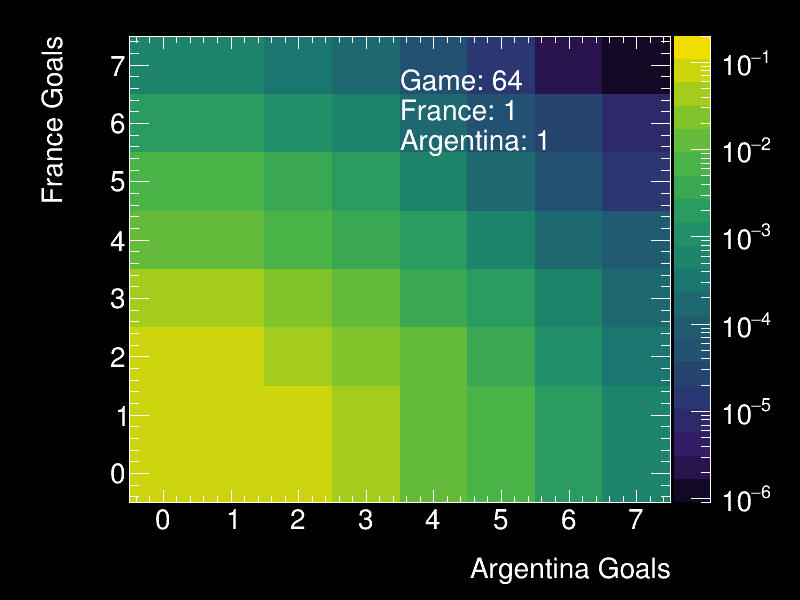 France Goals
7
6
5
4
3
2
1
0
Game: 64
France: 1
Argentina: 1
10⁻¹
10⁻²
10⁻³
10⁻⁴
10⁻⁵
10⁻⁶
0 1 2 3 4 5 6 7
Argentina Goals